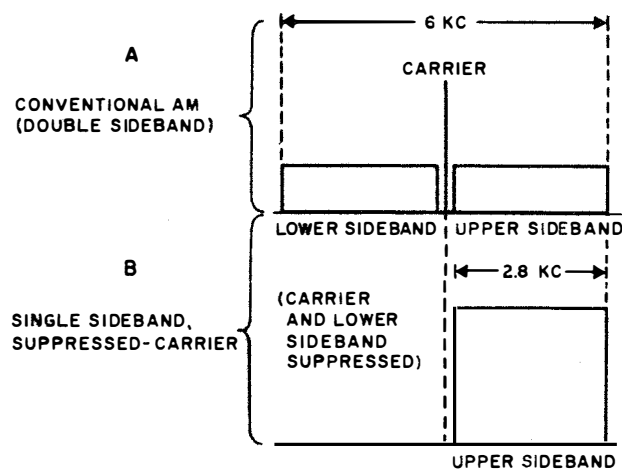 6 KC
A
CARRIER
CONVENTIONAL AM
(DOUBLE SIDEBAND)
LOWER SIDEBAND
UPPER SIDEBAND
B
2.8 KC
(CARRIER
AND LOWER
SIDEBAND
SUPPRESSED)
SINGLE SIDEBAND,
SUPPRESSED-CARRIER
UPPER SIDEBAND